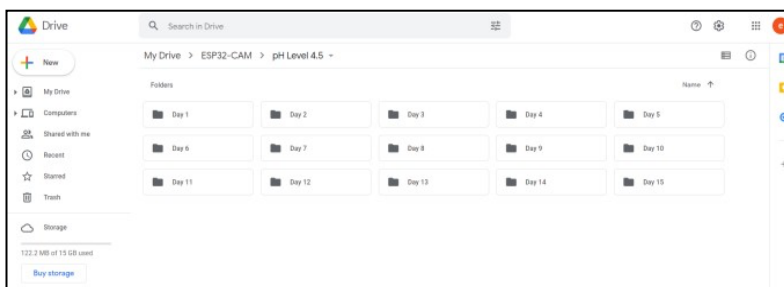 Drive
Search in Drive
New
My Drive > ESP32-CAM > pH Level 4.5
Folders
Name
My Drive
Computers
Shared with me
Recent
Starred
Trash
Storage
122.2 MB of 15 GB used
Buy storage
Day 1 Day 2 Day 3 Day 4 Day 5
Day 6 Day 7 Day 8 Day 9 Day 10
Day 11 Day 12 Day 13 Day 14 Day 15
e